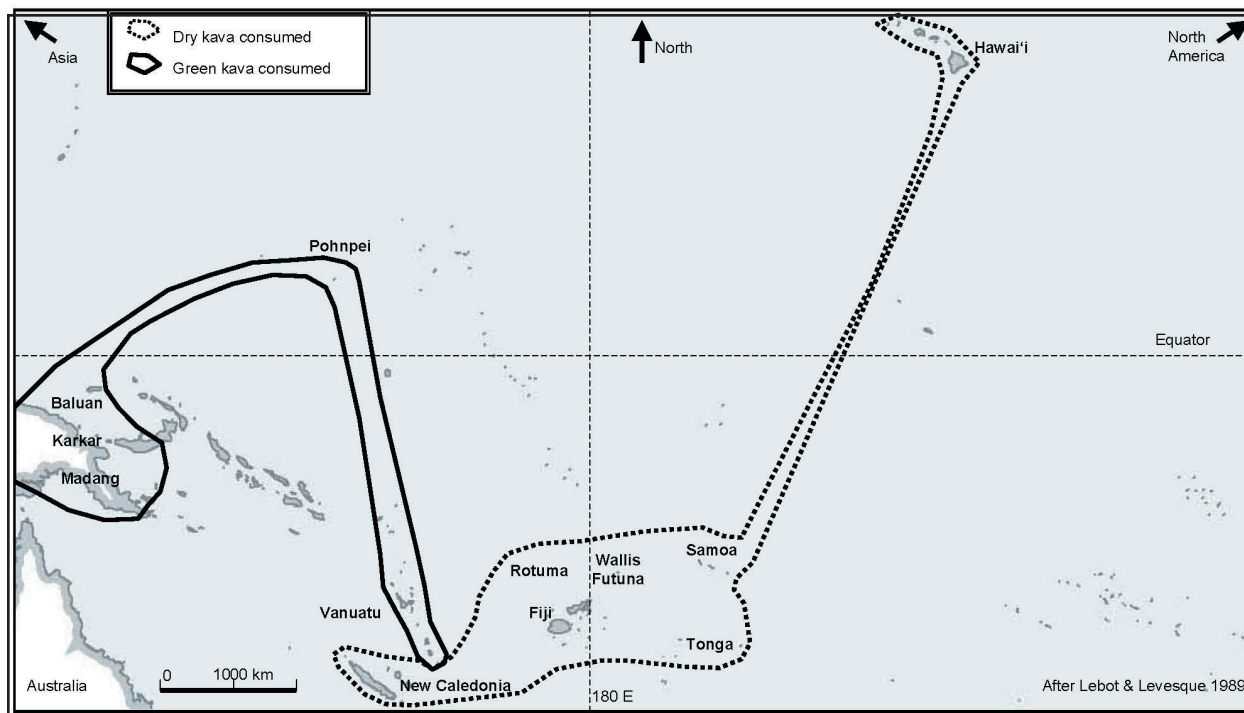 Dry kava consumed
Green kava consumed
Asia
North
Hawai‘i
North
America
Pohnpei
Equator
Baluan
Karkar
Madang
Samoa
Rotuma
Wallis
Futuna
Fiji
Vanuatu
Tonga
0 1000 km
Australia
New Caledonia
180 E
After Lebot & Levesque 1989